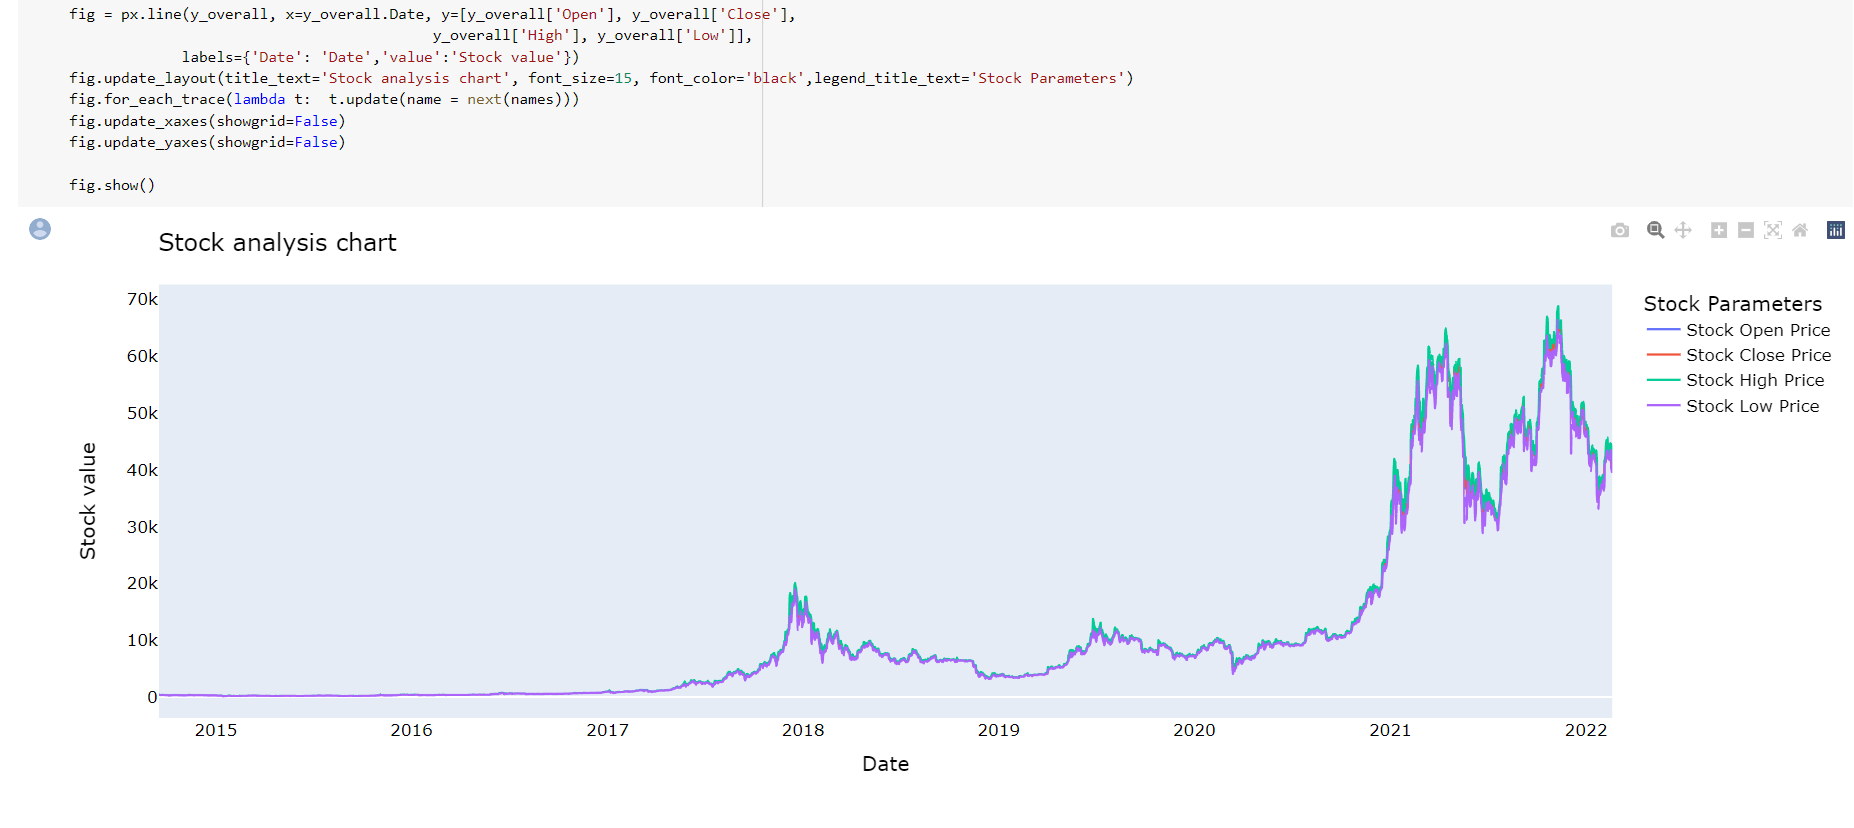 fig = px.line(y_overall, x=y_overall.Date, y=[y_overall['Open'], y_overall['Close'],
y_overall['High'], y_overall['Low']],
labels={'Date': 'Date','value':'Stock value'})
fig.update_layout(title_text='Stock analysis chart', font_size=15, font_color='black',legend_title_text='Stock Parameters')
fig.for_each_trace(lambda t:  t.update(name = next(names)))
fig.update_xaxes(showgrid=False)
fig.update_yaxes(showgrid=False)
fig.show()
Stock analysis chart
70k
60k
50k
40k
30k
20k
10k
0
Stock value
2015
2016
2017
2018
2019
2020
2021
2022
Date
Stock Parameters
Stock Open Price
Stock Close Price
Stock High Price
Stock Low Price